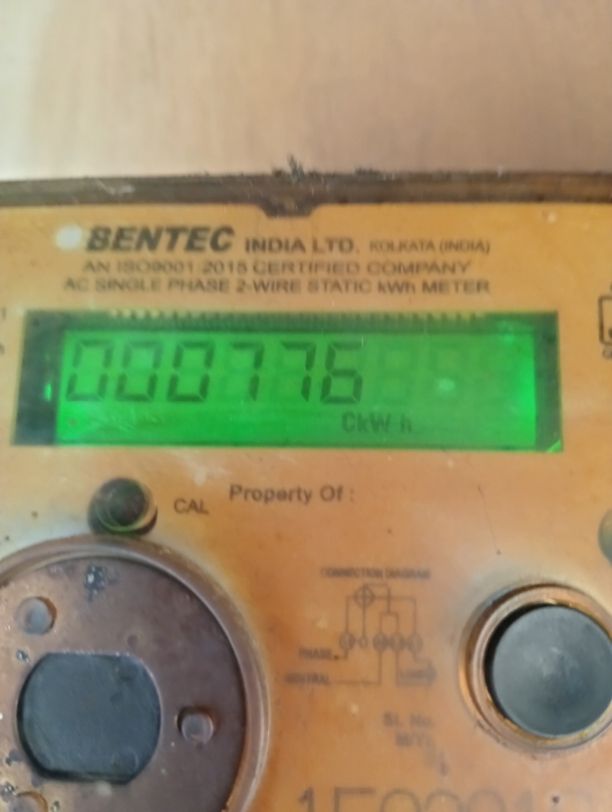 BENTEC INDIA LTD. KOLKATA (INDIA)
AN ISO9001:2015 CERTIFIED COMPANY
AC SINGLE PHASE 2-WIRE STATIC kWh METER
000776
CkW h
CAL
Property Of :
CONNECTION DIAGRAM
PHASE
NEUTRAL
LOAD
Sl. No.